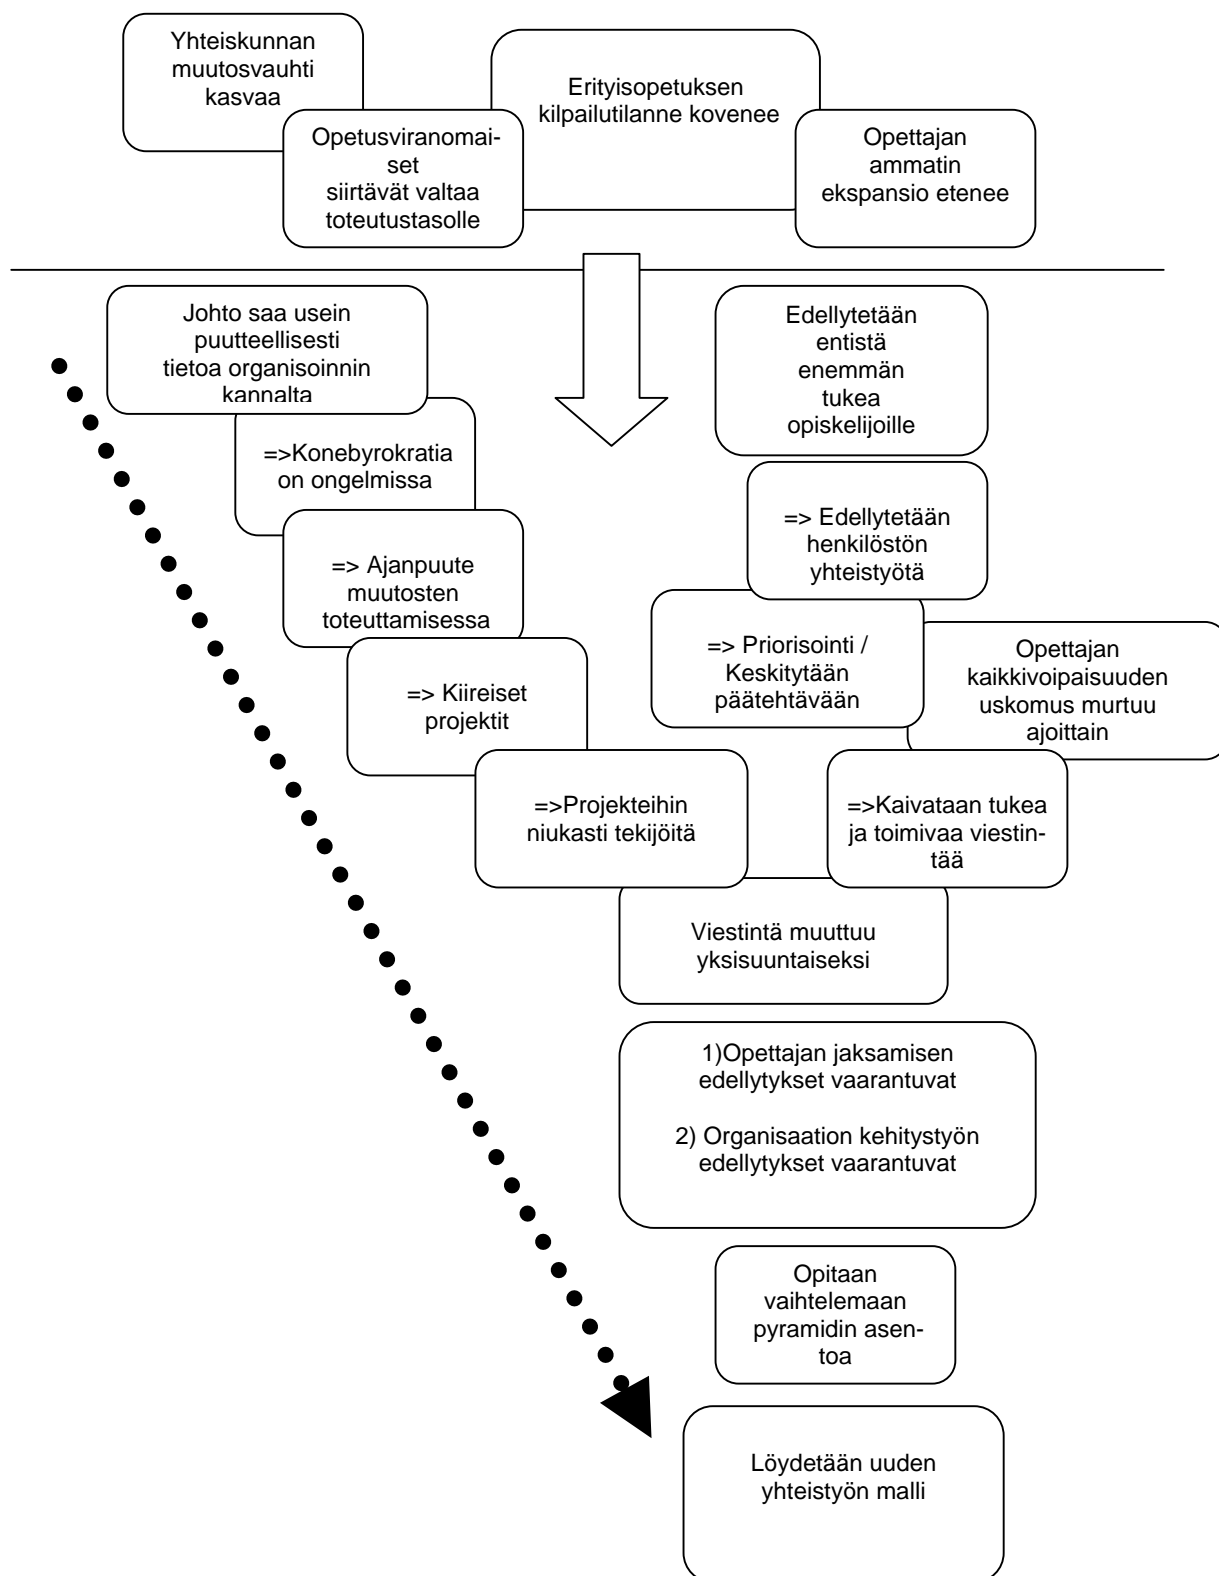 Yhteiskunnan
muutosvauhti
kasvaa
Erityisopetuksen
kilpailutilanne kovenee
Opetusviranomai-
set
siirtävät valtaa
toteutustasolle
Opettajan
ammatin
ekspansio etenee
Johto saa usein
puutteellisesti
tietoa organisoinnin
kannalta
=>Konebyrokratia
on ongelmissa
=> Ajanpuute
muutosten
toteuttamisessa
=> Kiireiset
projektit
=>Projekteihin
niukasti tekijöitä
Edellytetään
entistä
enemmän
tukea
opiskelijoille
=> Edellytetään
henkilöstön
yhteistyötä
=> Priorisointi /
Keskitytään
päätehtävään
Opettajan
kaikkivoipaisuuden
uskomus murtuu
ajoittain
=>Kaivataan tukea
ja toimivaa viestin-
tää
Viestintä muuttuu
yksisuuntaiseksi
1)Opettajan jaksamisen
edellytykset vaarantuvat
2) Organisaation kehitystyön
edellytykset vaarantuvat
Opitaan
vaihtelemaan
pyramidin asen-
toa
Löydetään uuden
yhteistyön malli